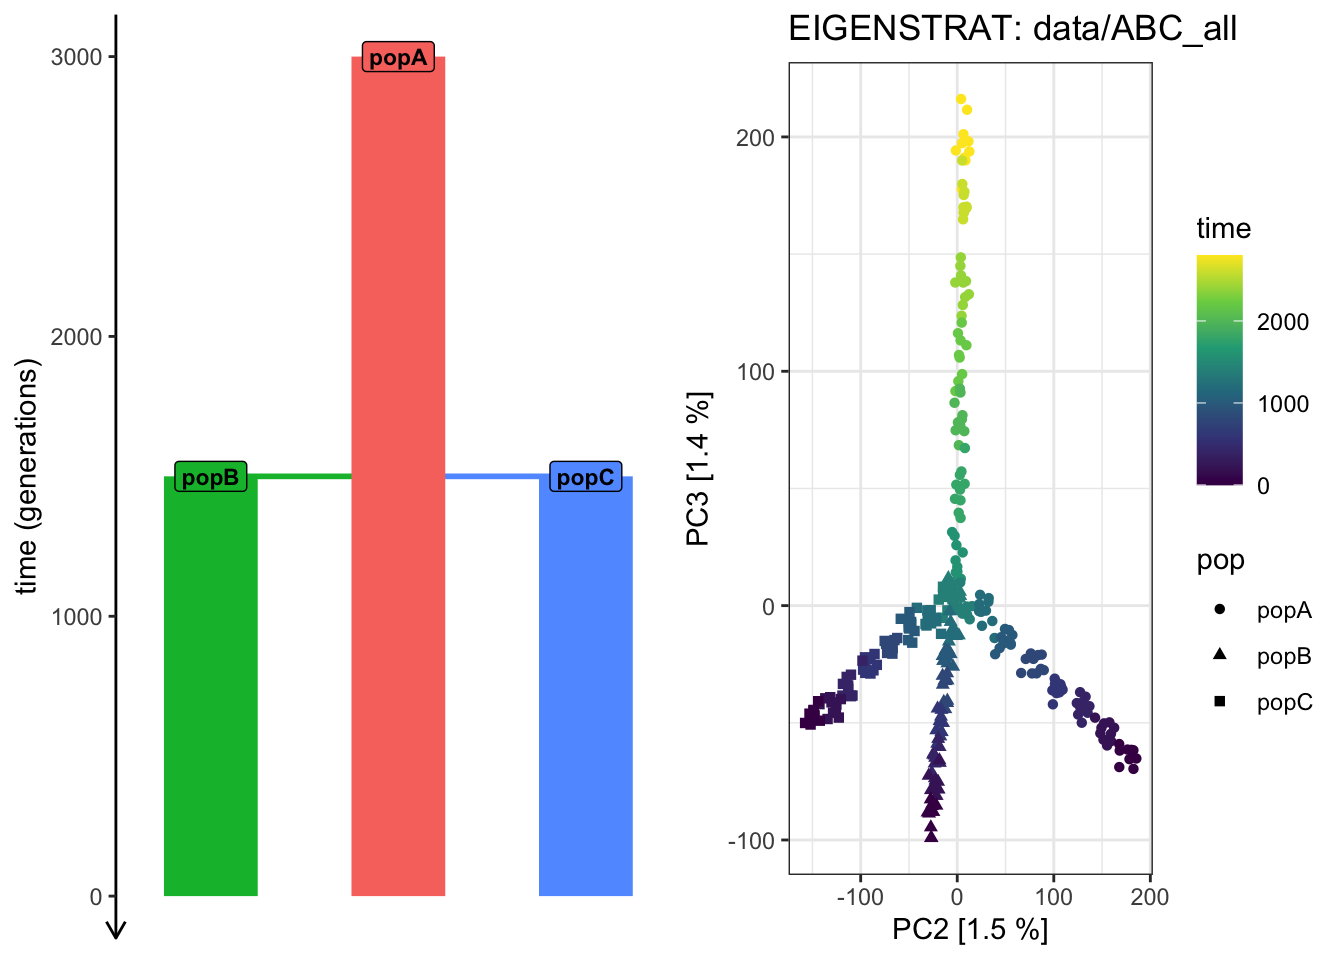 time (generations)
3000
2000
1000
0
popA
popB
popC
EIGENSTRAT: data/ABC_all
PC3 [1.4 %]
200
100
0
-100
-100
0
100
200
PC2 [1.5 %]
time
2000
1000
0
pop
popA
popB
popC